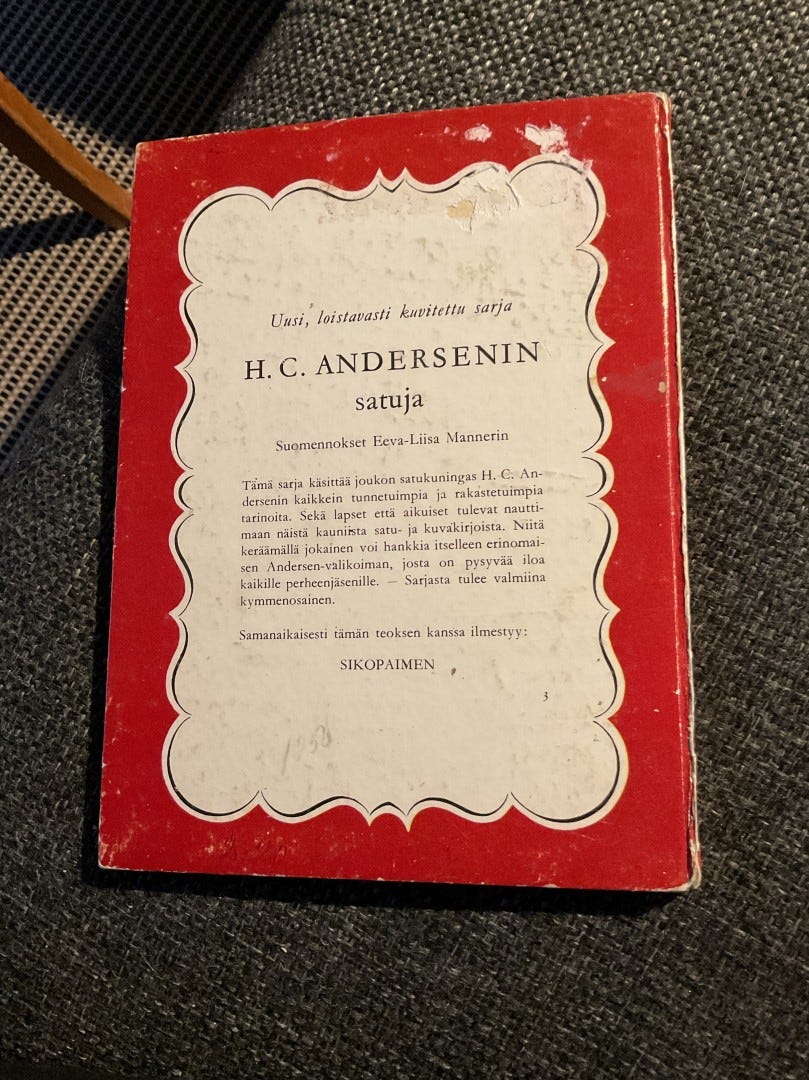 Uusi, loistavasti kuvitettu sarja
H. C. ANDERSENIN
satuja
Suomennokset Eeva-Liisa Mannerin
Tämä sarja käsittää joukon satukuningas H. C. An-
dersenin kaikkein tunnetuimpia ja rakastetuimpia
tarinoita. Sekä lapset että aikuiset tulevat nautti-
maan näistä kauniista satu- ja kuvakirjoista. Niitä
keräämällä jokainen voi hankkia itselleen erinomai-
sen Andersen-valikoiman, josta on pysyvää iloa
kaikille perheenjäsenille. — Sarjasta tulee valmiina
kymmenosainen.
Samanaikaisesti tämän teoksen kanssa ilmestyy:
SIKOPAIMEN
3